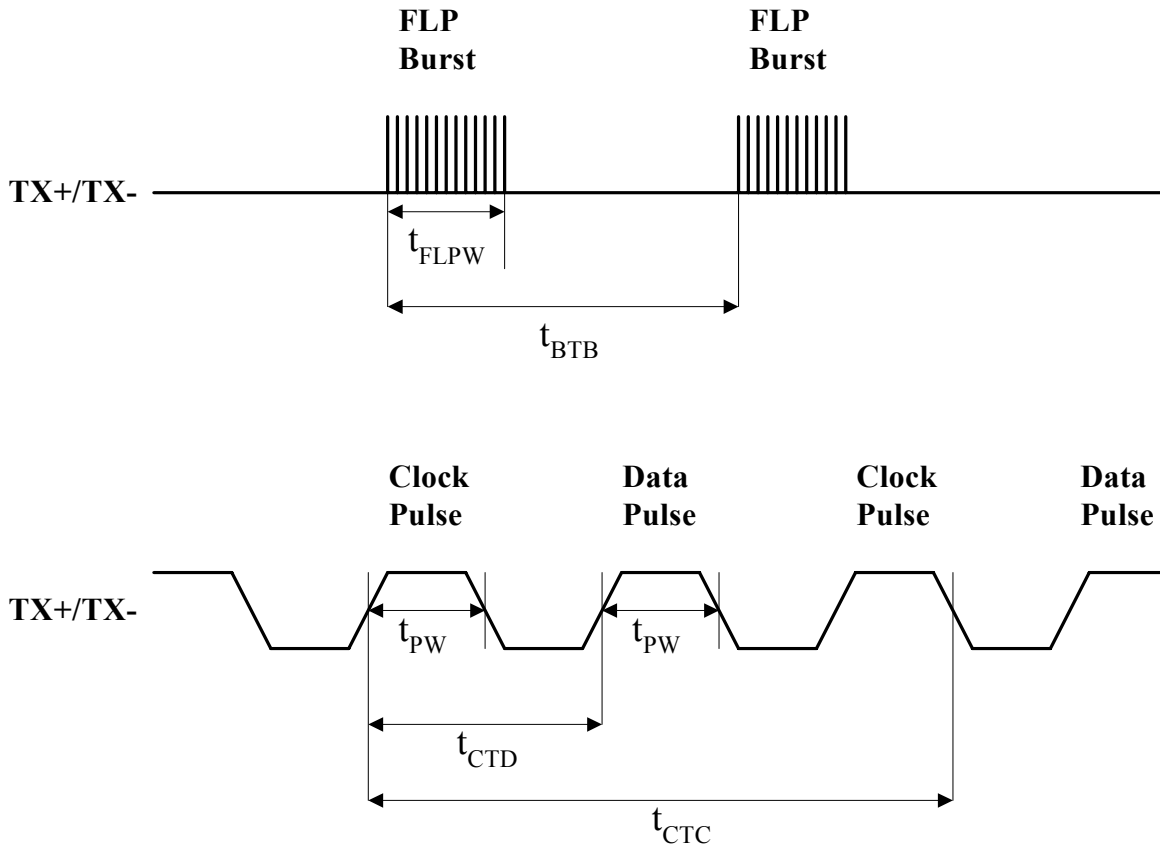 FLP
Burst
FLP
Burst
TX+/TX-
tFLPW
tBTB
Clock
Pulse
Data
Pulse
Clock
Pulse
Data
Pulse
TX+/TX-
tPW
tPW
tCTD
tCTC